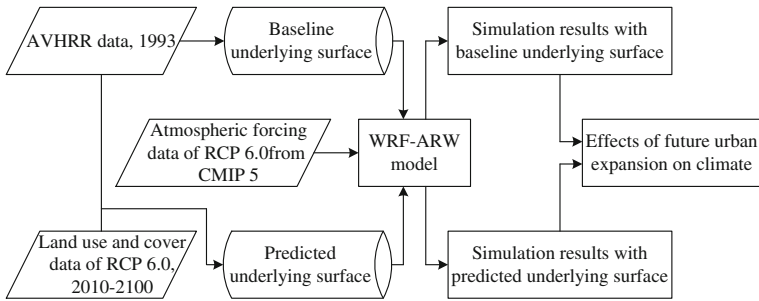 AVHRR data, 1993
Baseline
underlying surface
Simulation results with
baseline underlying surface
Atmospheric forcing
data of RCP 6.0from
CMIP 5
WRF-ARW
model
Effects of future urban
expansion on climate
Land use and cover
data of RCP 6.0,
2010-2100
Predicted
underlying surface
Simulation results with
predicted underlying surface